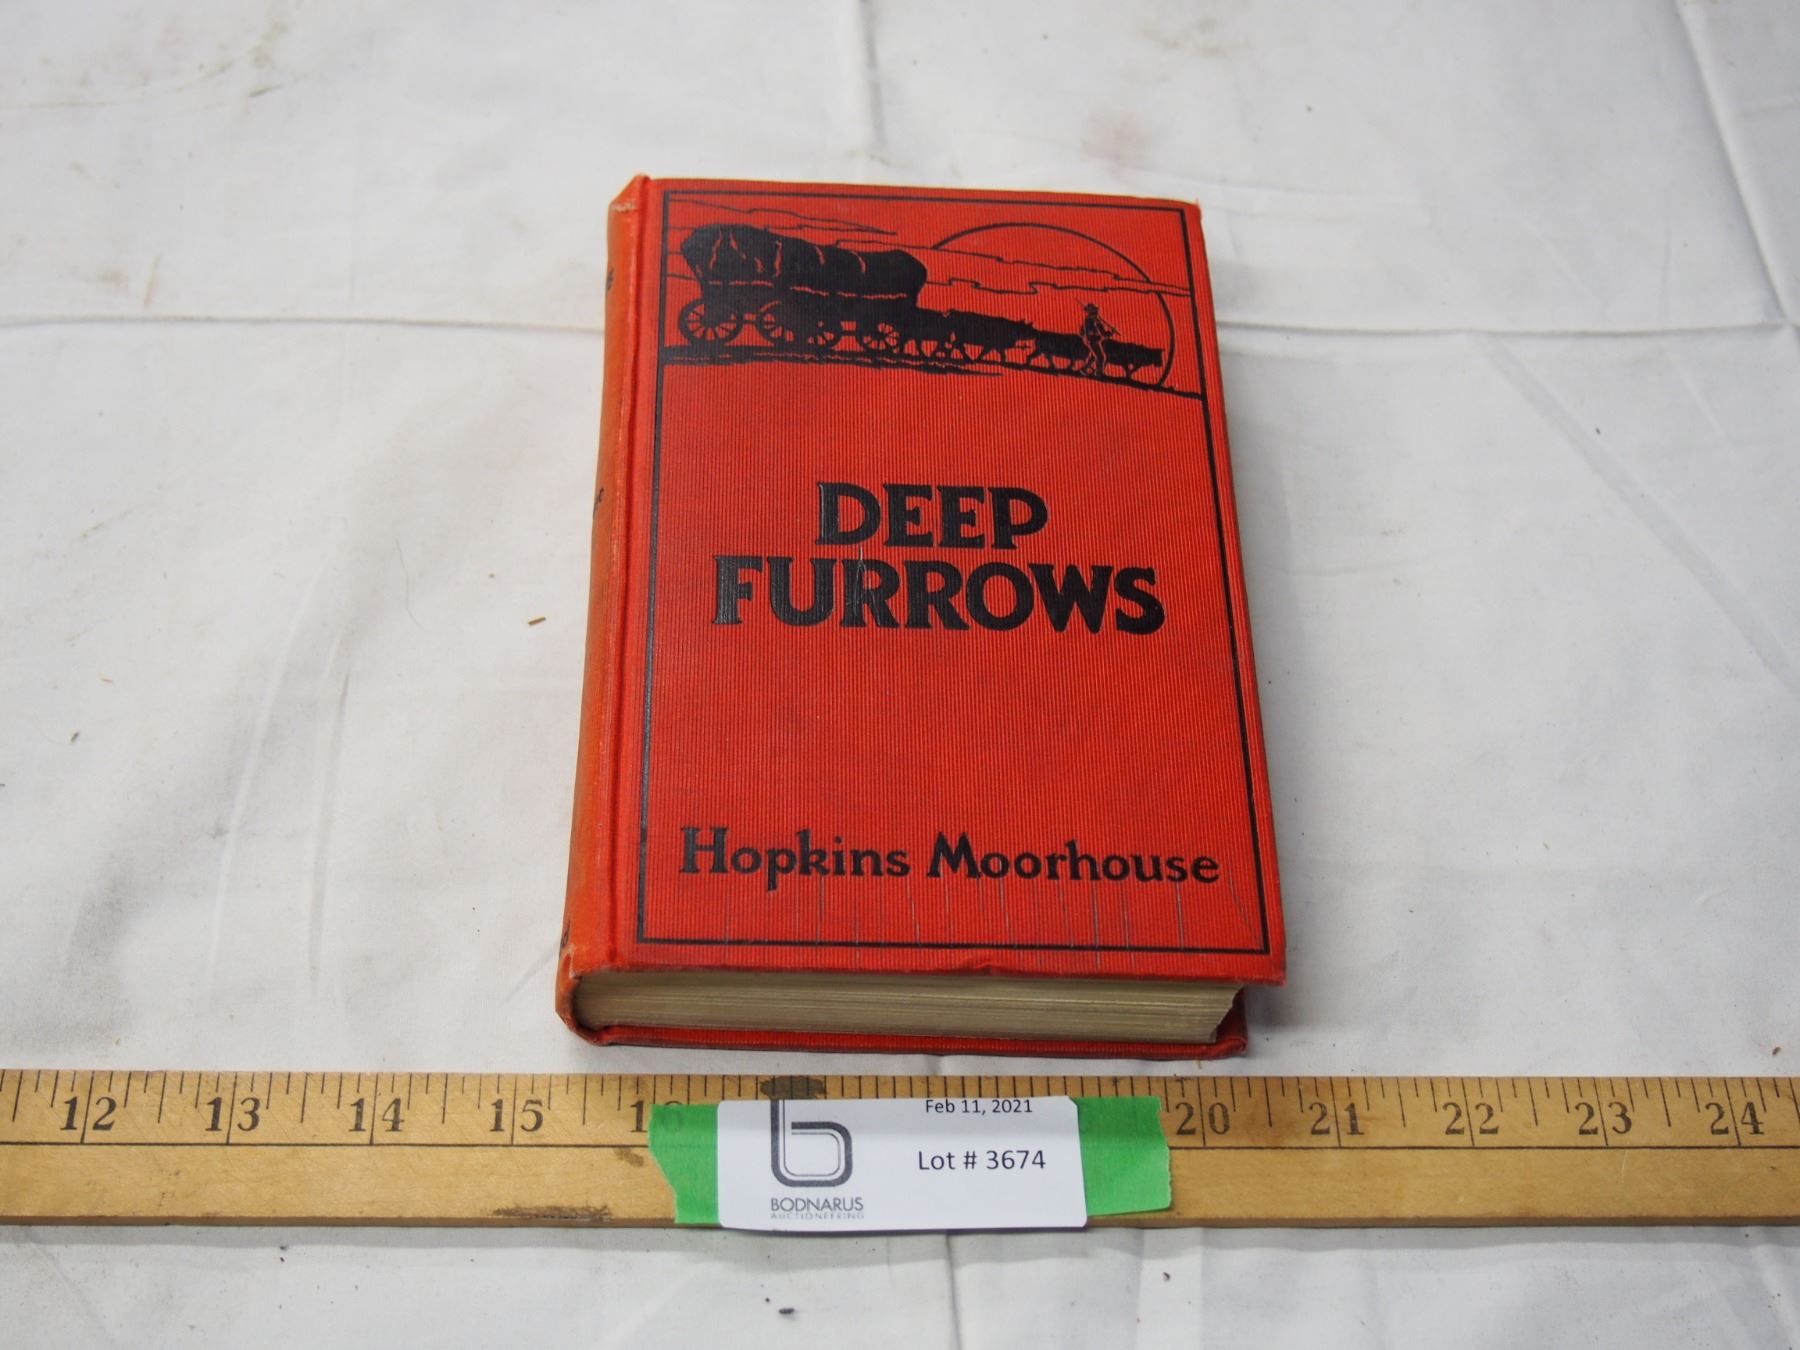 DEEP
FURROWS
Hopkins Moorhouse
12 13 14 15 20 21 22 23 24
Feb 11, 2021
Lot # 3674
BODNARUS
AUCTIONEERING